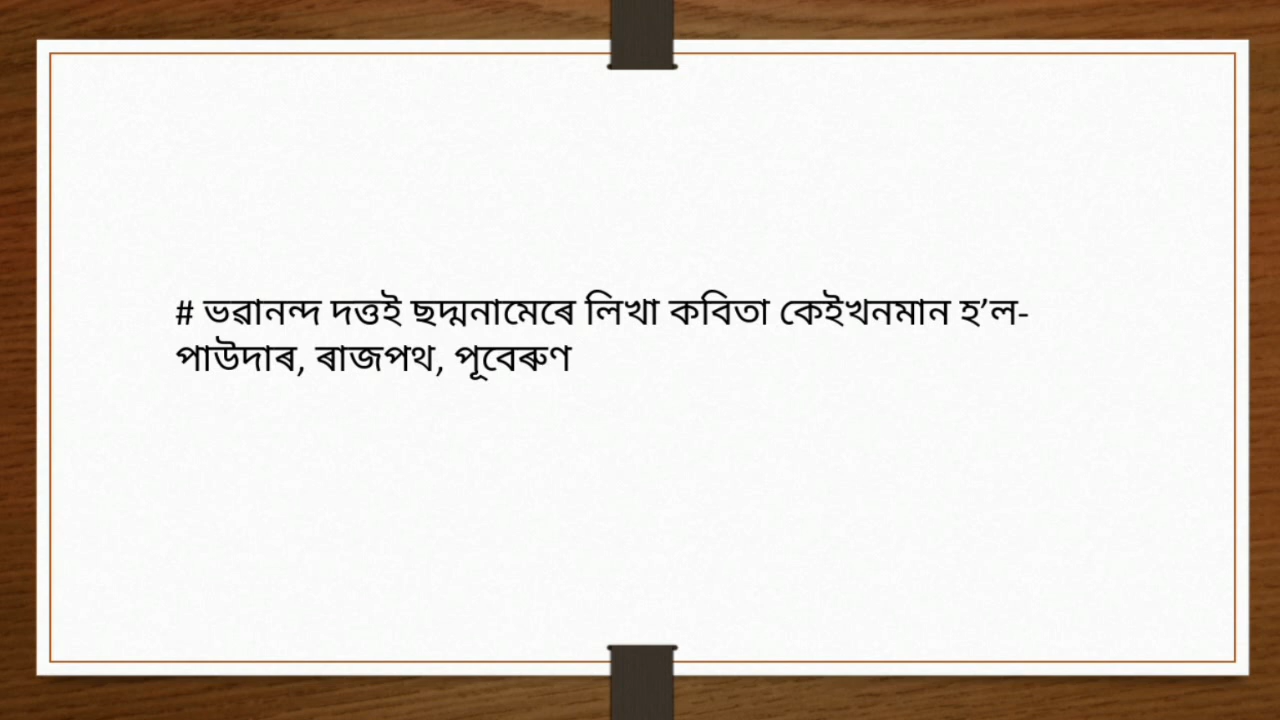 # ভৱানন্দ দত্তই ছদ্মনামেৰে লিখা কবিতা কেইখনমান হ’ল-
পাউদাৰ, ৰাজপথ, পূবেৰুণ